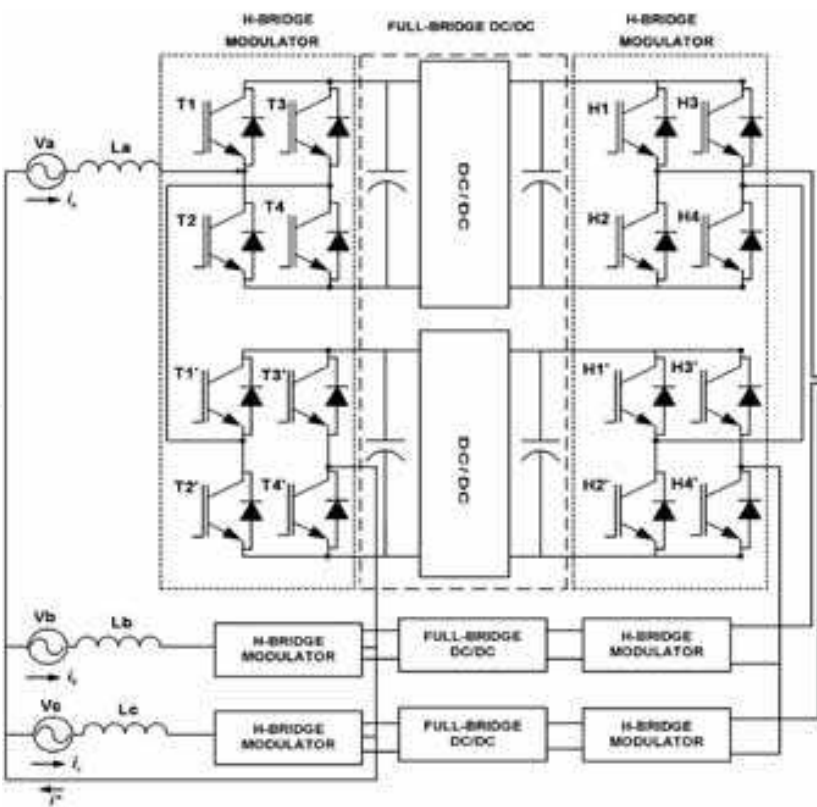 H-BRIDGE
MODULATOR
FULL-BRIDGE DC/DC
H-BRIDGE
MODULATOR
T1
T3
H1
H3
Va
La
DC/DC
T2
T4
H2
H4
T1'
T3'
H1'
H3'
DC/DC
T2'
T4'
H2'
H4'
Vb
Lb
H-BRIDGE
MODULATOR
FULL-BRIDGE
DC/DC
H-BRIDGE
MODULATOR
Lc
H-BRIDGE
MODULATOR
FULL-BRIDGE
DC/DC
H-BRIDGE
MODULATOR